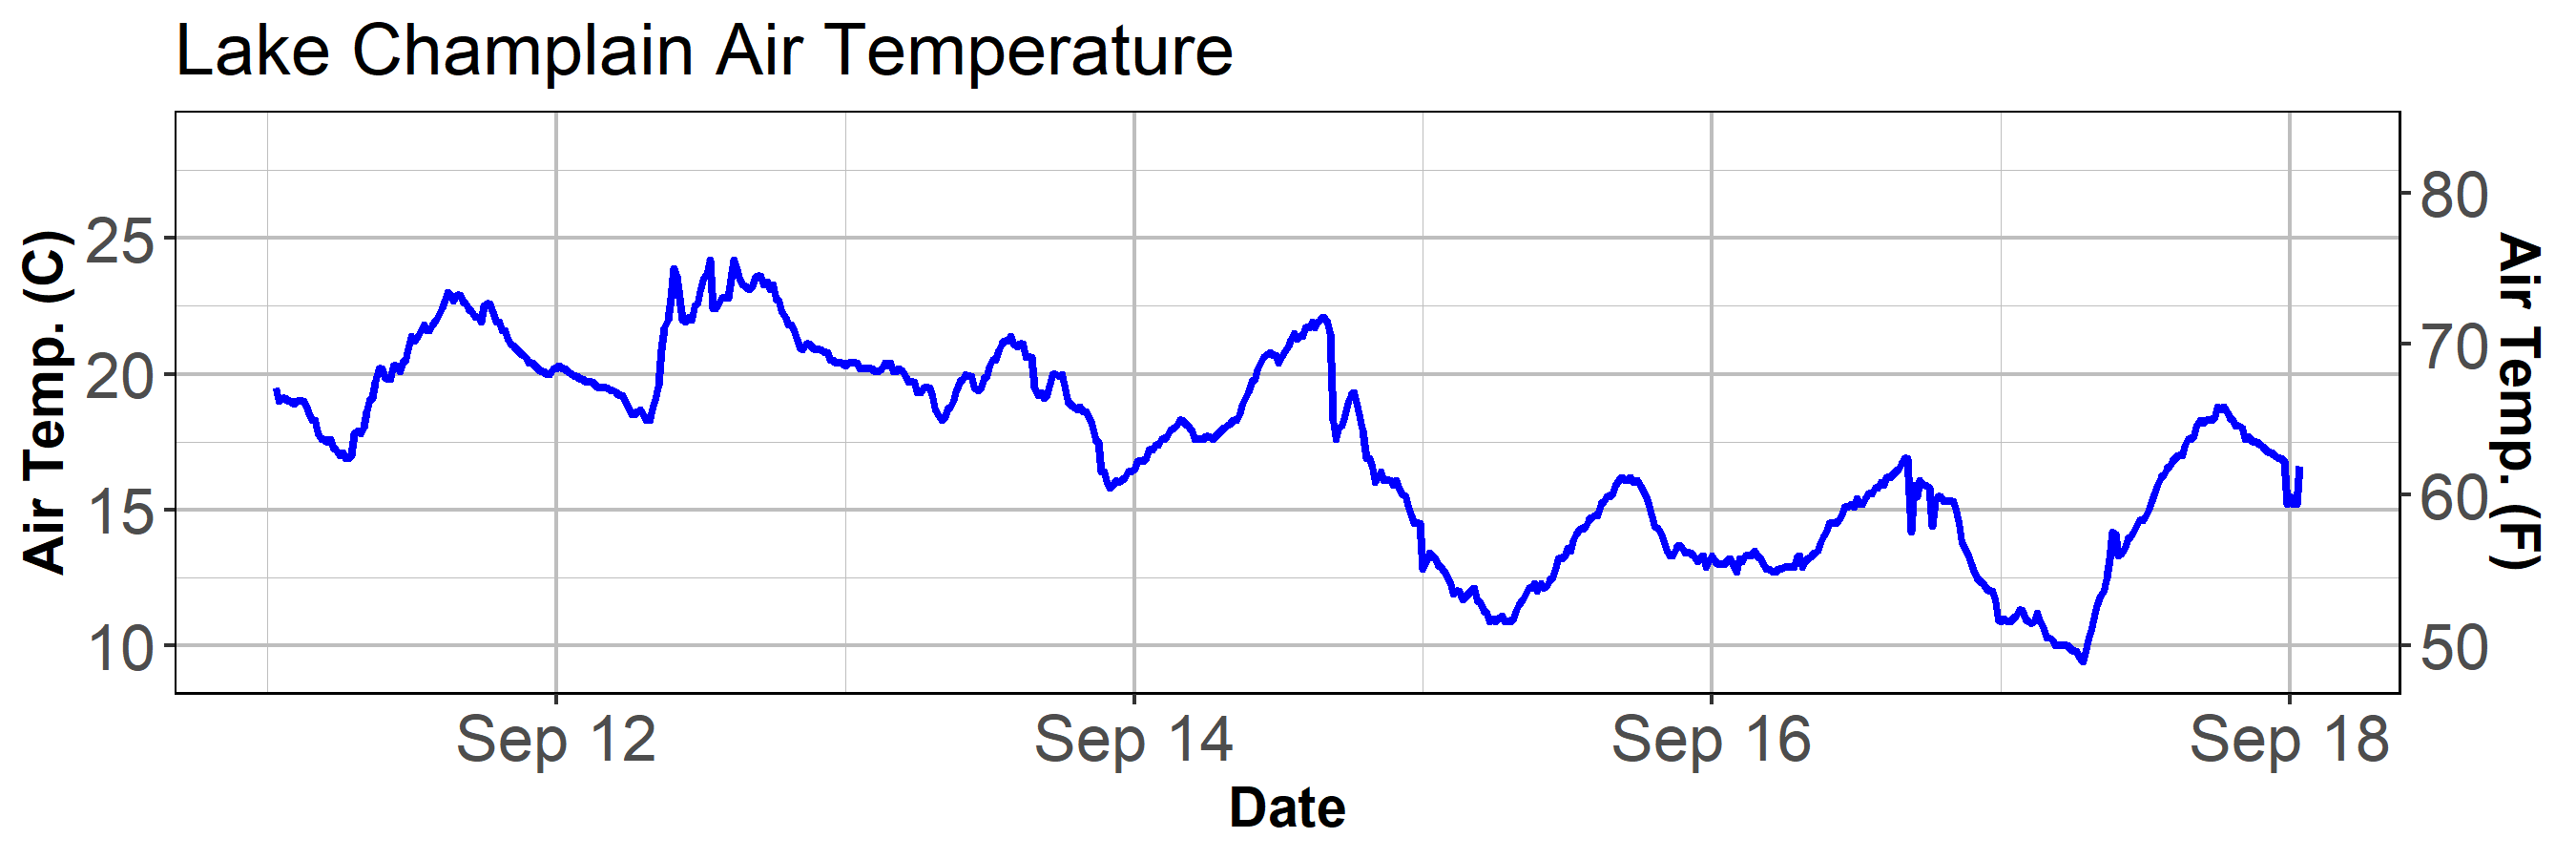 Lake Champlain Air Temperature
Air Temp. (C)
25
20
15
10
80
70
60
50
Air Temp. (F)
Sep 12 Sep 14 Sep 16 Sep 18
Date